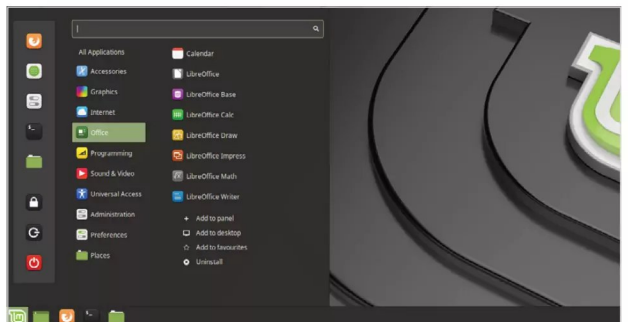 All Applications
Accessories
Graphics
Internet
Office
Programming
Sound & Video
Universal Access
Administration
Preferences
Places
Calendar
LibreOffice
LibreOffice Base
LibreOffice Calc
LibreOffice Draw
LibreOffice Impress
LibreOffice Math
LibreOffice Writer
Add to panel
Add to desktop
Add to favourites
Uninstall